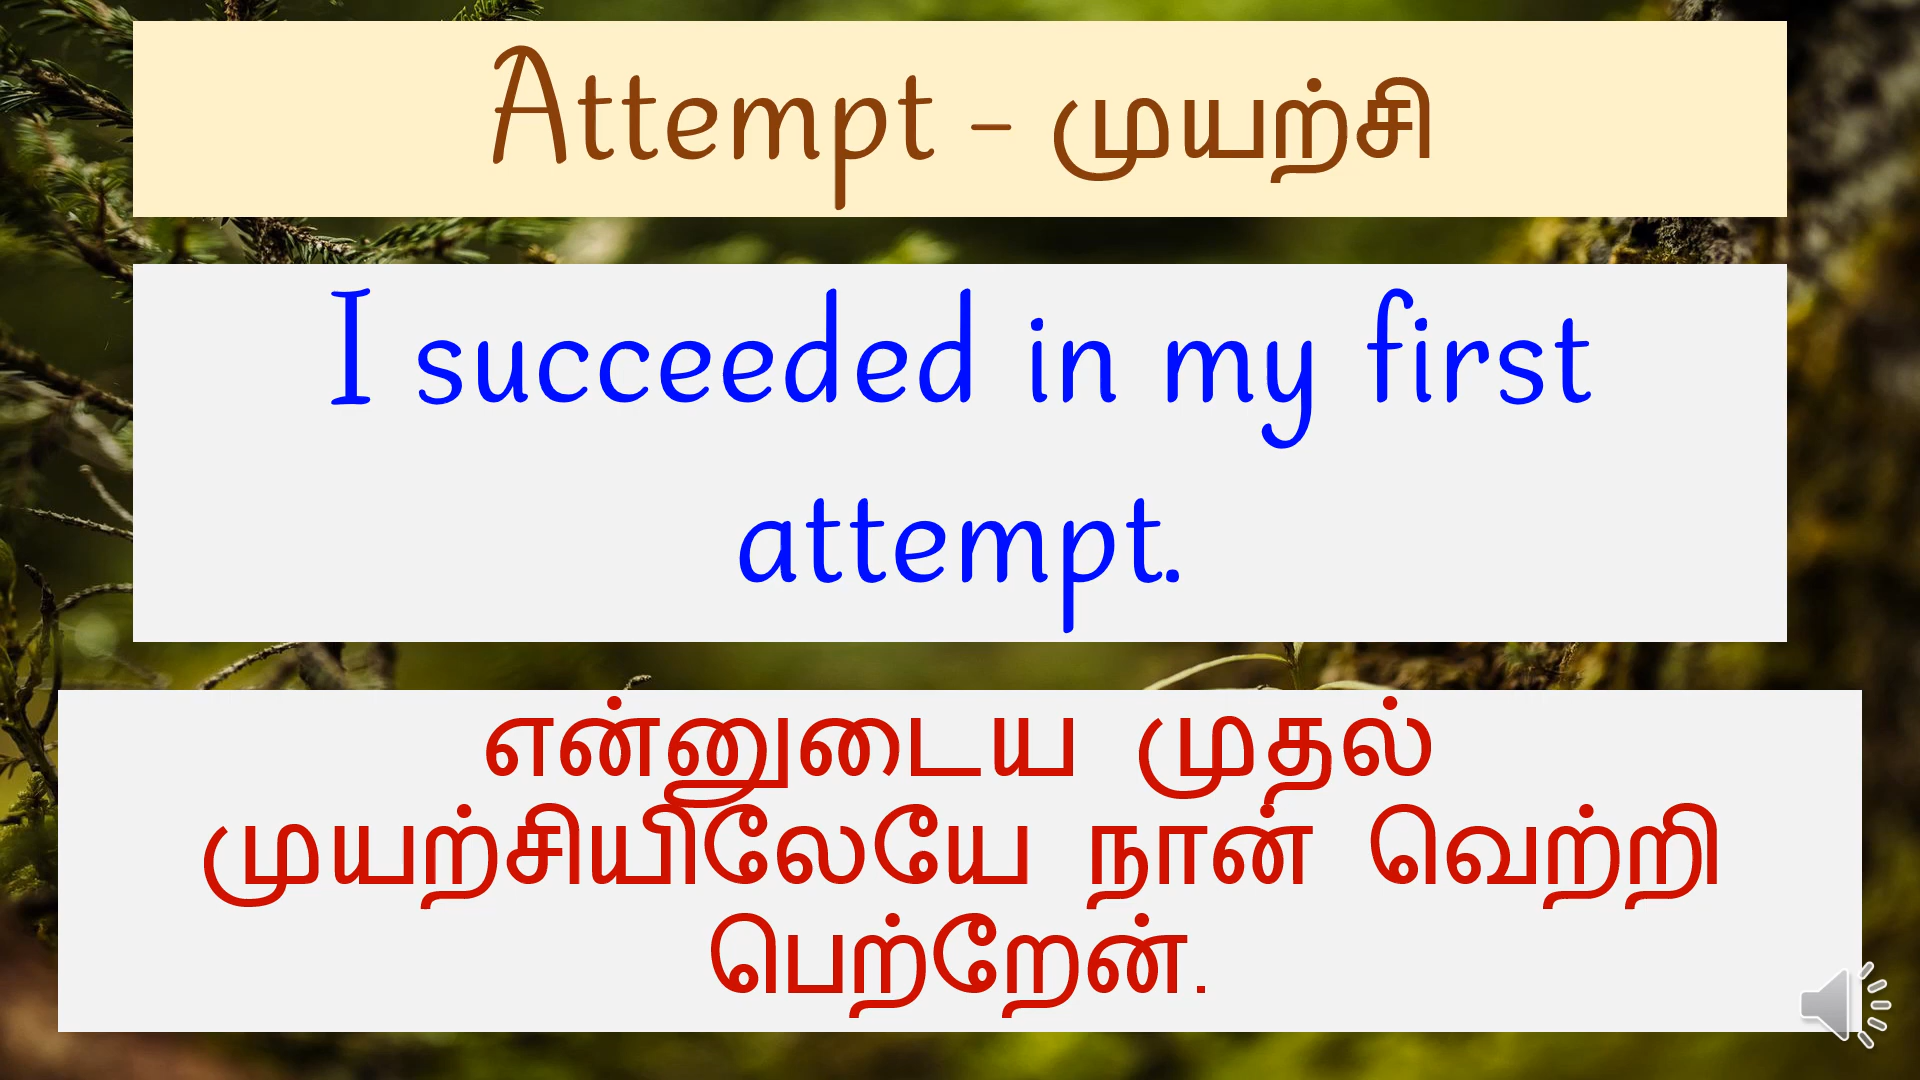 Attempt - முயற்சி
I succeeded in my first
attempt.
என்னுடைய முதல்
முயற்சியிலேயே நான் வெற்றி
பெற்றேன்.